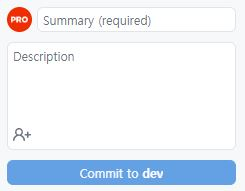 PRO
Summary (required)
Description
Commit to dev